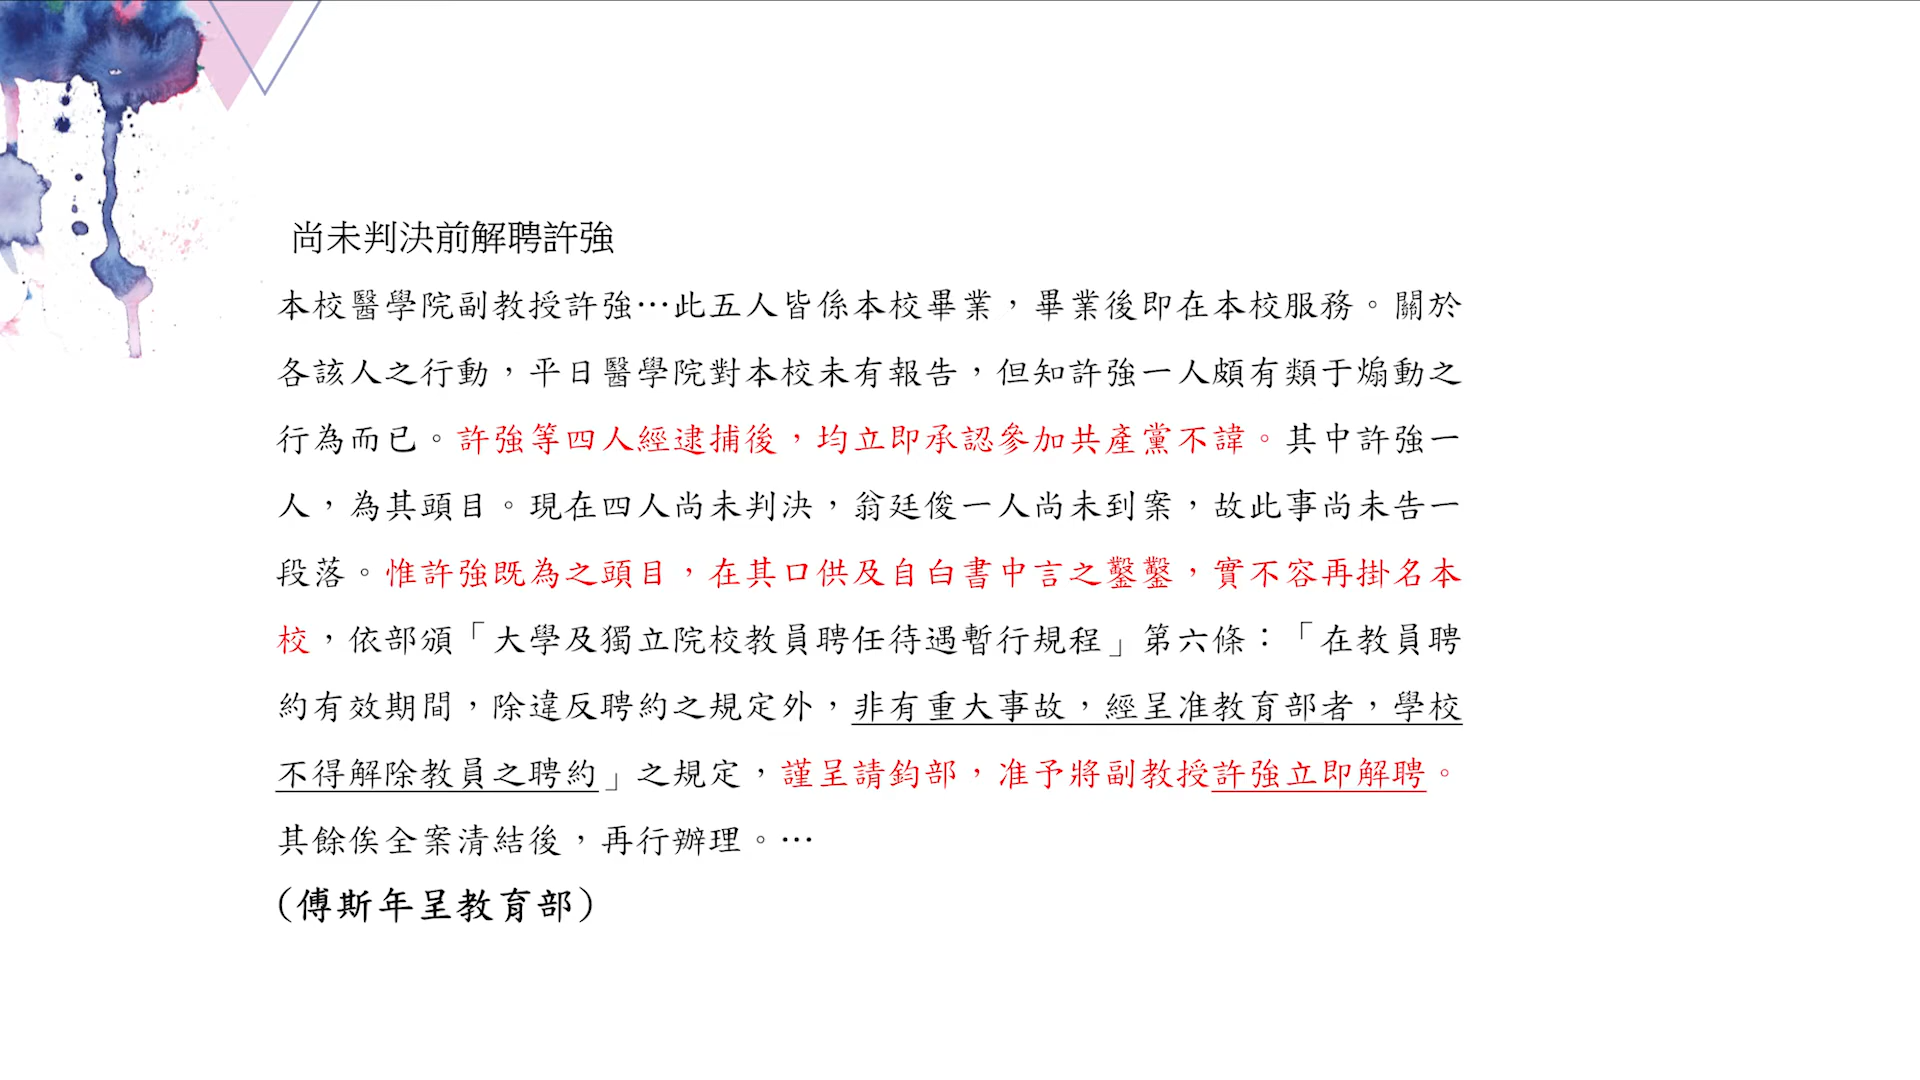 尚未判決前解聘許強
本校醫學院副教授許強…此五人皆係本校畢業，畢業後即在本校服務。關於
各該人之行動，平日醫學院對本校未有報告，但知許強一人頗有類于煽動之
行為而已。許強等四人經逮捕後，均立即承認參加共產黨不諱。其中許強一
人，為其頭目。現在四人尚未判決，翁廷俊一人尚未到案，故此事尚未告一
段落。惟許強既為之頭目，在其口供及自白書中言之鑿鑿，實不容再掛名本
校，依部頒「大學及獨立院校教員聘任待遇暫行規程」第六條：「在教員聘
約有效期間，除違反聘約之規定外，非有重大事故，經呈准教育部者，學校
不得解除教員之聘約」之規定，謹呈請鈞部，准予將副教授許強立即解聘。
其餘俟全案清結後，再行辦理。…
(傅斯年呈教育部)